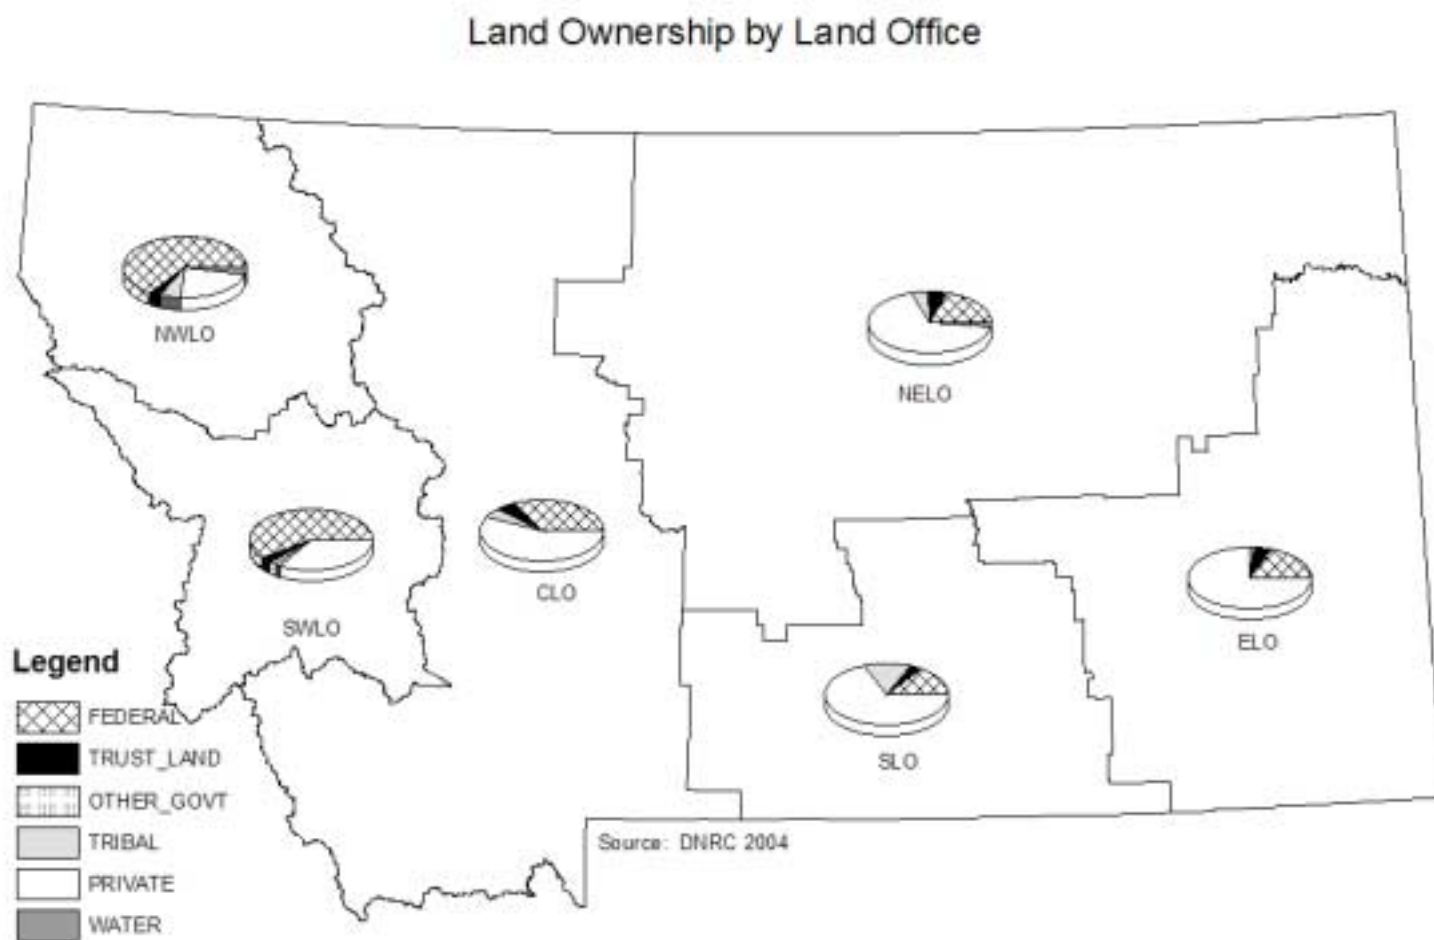 Land Ownership by Land Office
NWLO
NELO
SWLO
CLO
ELO
SLO
Legend
FEDERAL
TRUST_LAND
OTHER_GOVT
TRIBAL
PRIVATE
WATER
Source: DNRC 2004